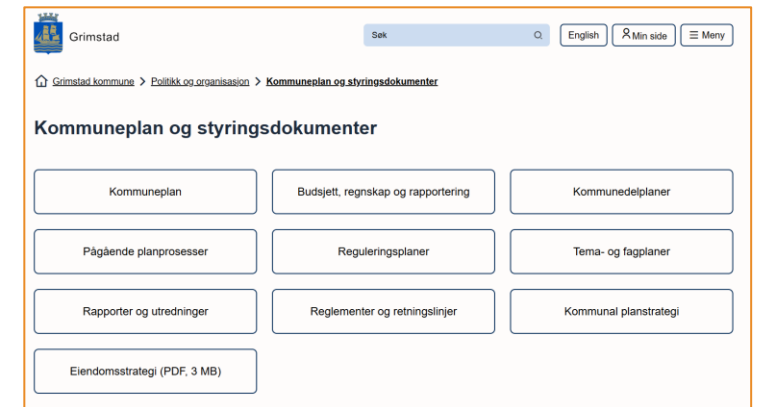 Grimstad
Søk
English
Min side
Meny
Grimstad kommune > Politikk og organisasjon > Kommuneplan og styringsdokumenter
Kommuneplan og styringsdokumenter
Kommuneplan
Budsjett, regnskap og rapportering
Kommunedelplaner
Pågående planprosesser
Reguleringsplaner
Tema- og fagplaner
Rapporter og utredninger
Reglementer og retningslinjer
Kommunal planstrategi
Eiendomsstrategi (PDF, 3 MB)